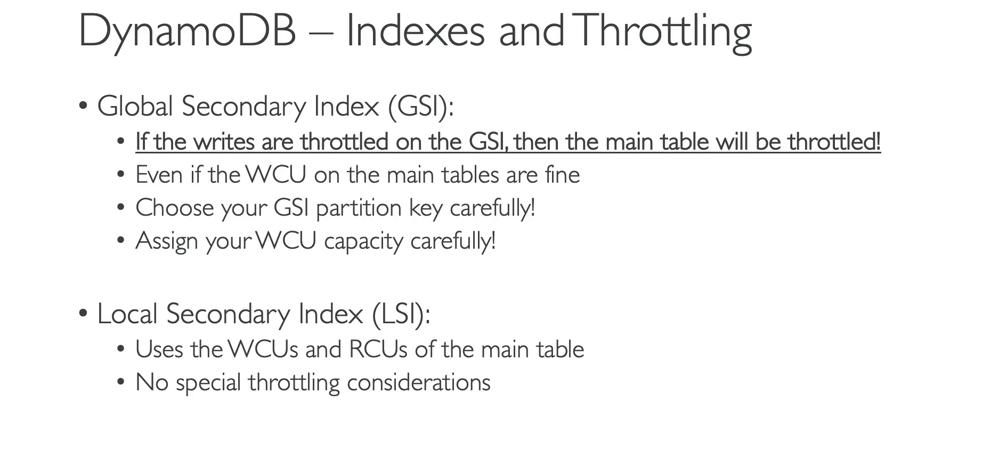 DynamoDB – Indexes and Throttling
• Global Secondary Index (GSI):
• If the writes are throttled on the GSI, then the main table will be throttled!
• Even if the WCU on the main tables are fine
• Choose your GSI partition key carefully!
• Assign your WCU capacity carefully!
• Local Secondary Index (LSI):
• Uses the WCUs and RCUs of the main table
• No special throttling considerations